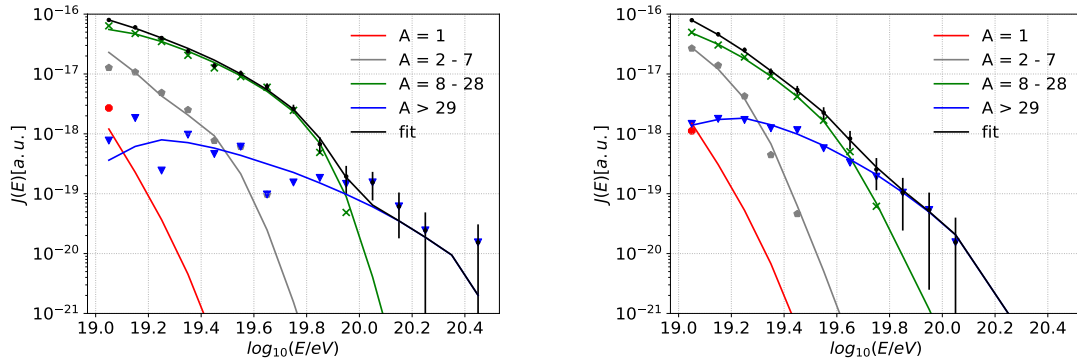 10⁻¹⁶
10⁻¹⁷
10⁻¹⁸
10⁻¹⁹
10⁻²⁰
10⁻²¹
J(E)[a. u.]
A = 1
A = 2 - 7
A = 8 - 28
A > 29
fit
19.0 19.2 19.4 19.6 19.8 20.0 20.2 20.4
log₁₀(E/eV)
10⁻¹⁵
10⁻¹⁶
10⁻¹⁷
10⁻¹⁸
10⁻¹⁹
10⁻²⁰
10⁻²¹
J(E)[a. u.]
A = 1
A = 2 - 7
A = 8 - 28
A > 29
fit
19.0 19.2 19.4 19.6 19.8 20.0 20.2 20.4
log₁₀(E/eV)